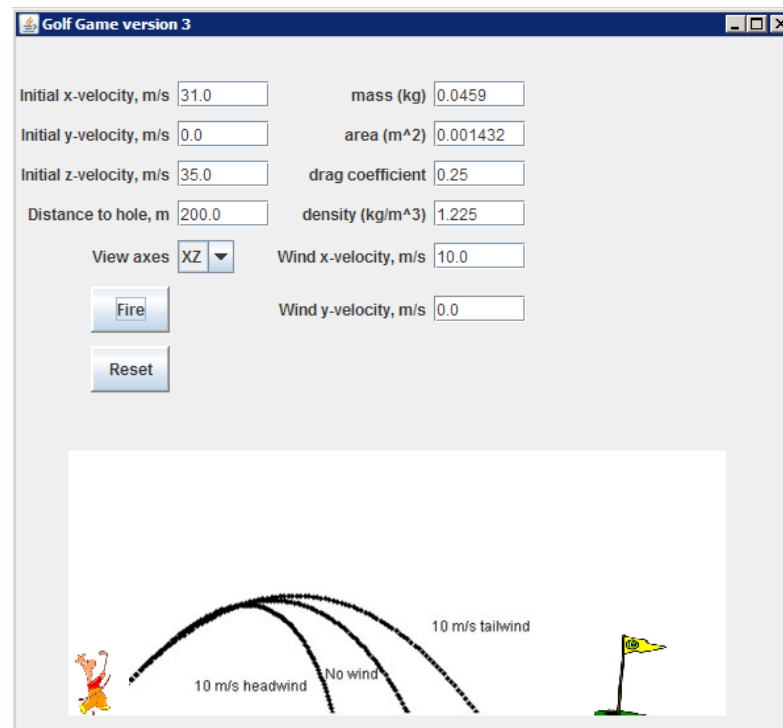 Golf Game version 3
Initial x-velocity, m/s 31.0 mass (kg) 0.0459
Initial y-velocity, m/s 0.0 area (m^2) 0.001432
Initial z-velocity, m/s 35.0 drag coefficient 0.25
Distance to hole, m 200.0 density (kg/m^3) 1.225
View axes XZ Wind x-velocity, m/s 10.0
Fire Wind y-velocity, m/s 0.0
Reset
10 m/s tailwind
No wind
10 m/s headwind